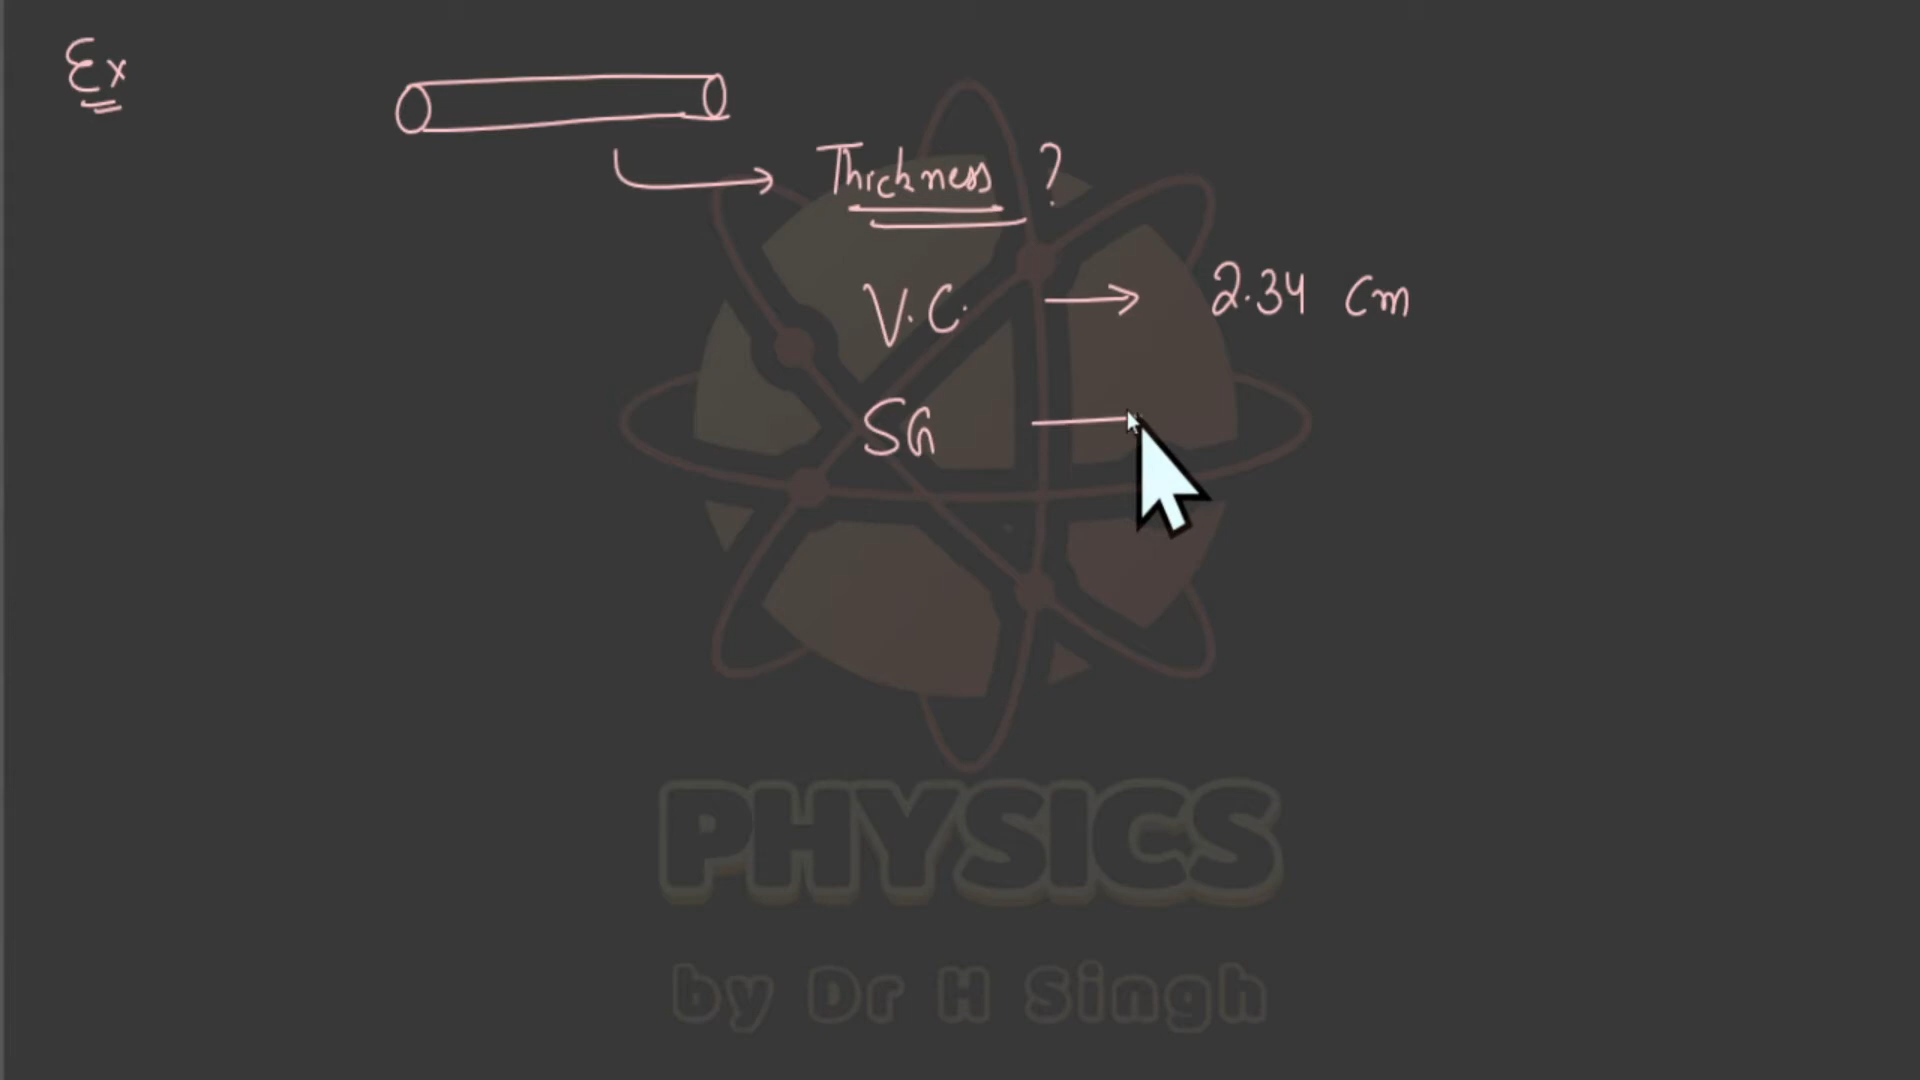 Ex
Thickness ?
V.C. → 2.34 cm
SG
PHYSICS
by Dr H Singh